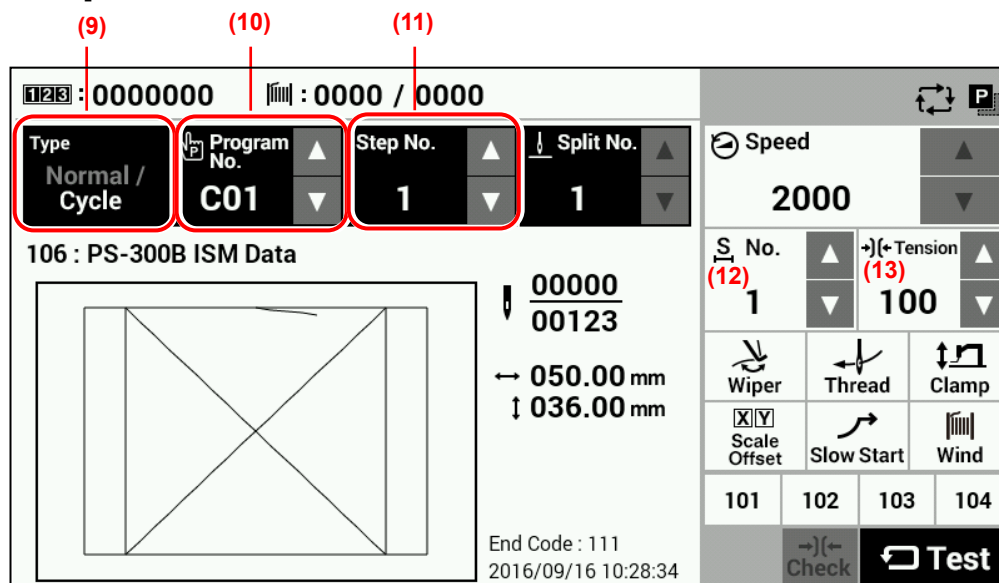 (9) (10) (11)
123 : 0000000 : 0000 / 0000
P
Type
Normal /
Cycle
P Program
No.
C01
Step No.
1
Split No.
1
Speed
2000
106 : PS-300B ISM Data
S No.
(12)
1
Tension
(13)
100
00000
00123
050.00 mm
036.00 mm
Wiper
Thread
Clamp
X Y
Scale
Offset
Slow Start
Wind
101 102 103 104
End Code : 111
2016/09/16 10:28:34
Check
Test